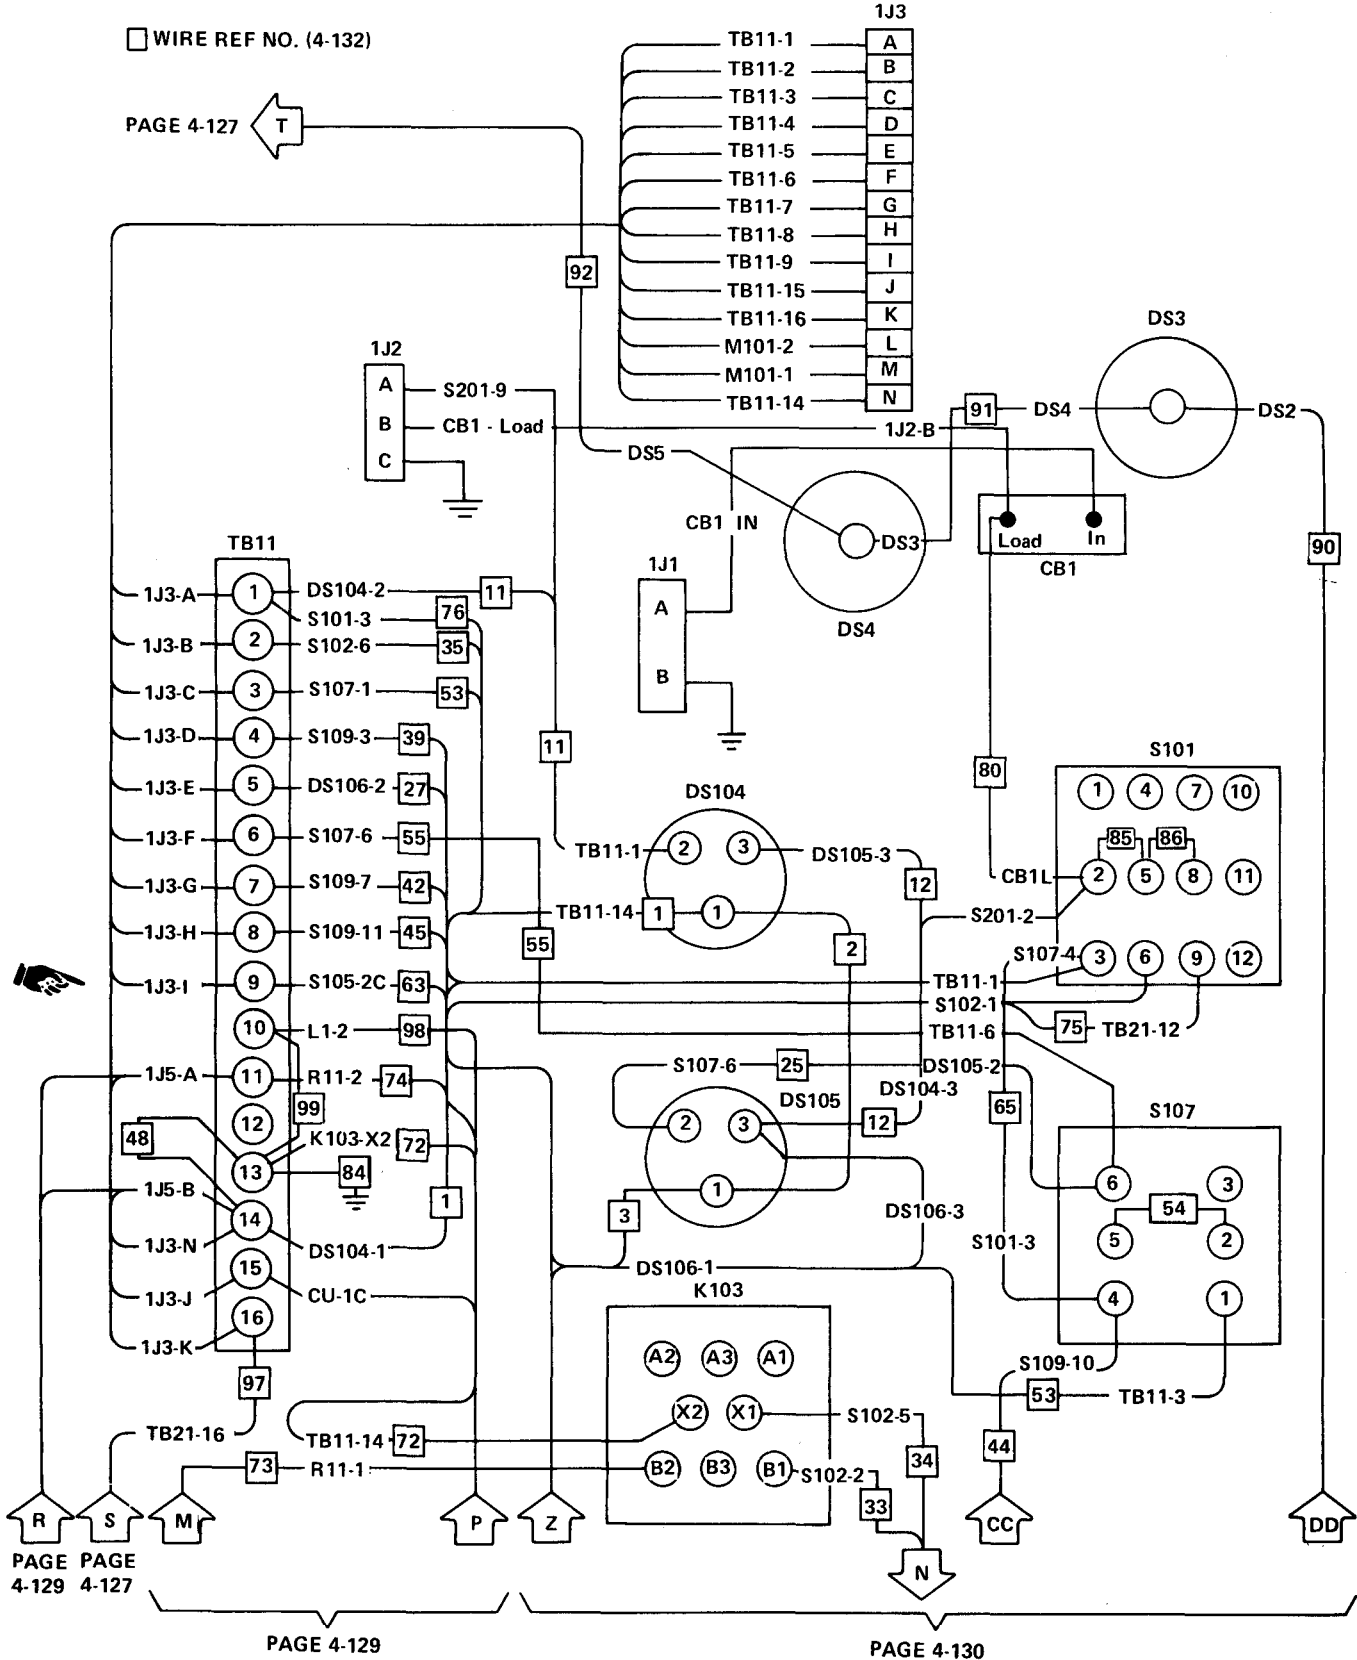 1J3
WIRE REF NO. (4-132)
TB11-1 A
TB11-2 B
TB11-3 C
PAGE 4-127 T
TB11-4 D
TB11-5 E
TB11-6 F
TB11-7 G
TB11-8 H
TB11-9 I
92
TB11-15 J
TB11-16 K
M101-2 L
M101-1 M
TB11-14 N
DS3
1J2
A S201-9
B CB1 - Load
C
1J2-B
91 DS4
DS2
DS5
CB1 IN
DS3
DS4
Load In
CB1
90
1J1
A
B
TB11
1J3-A 1 DS104-2 11
S101-3 76
1J3-B 2 S102-6 35
1J3-C 3 S107-1 53
1J3-D 4 S109-3 39
11
1J3-E 5 DS106-2 27
1J3-F 6 S107-6 55
1J3-G 7 S109-7 42
1J3-H 8 S109-11 45
1J3-I 9 S105-2C 63
10 L1-2 98
1J5-A 11 R11-2 74
99
12
48
K103-X2 72
13 84
1J5-B
14
1
1J3-N
DS104-1
15
1J3-J
CU-1C
16
1J3-K
97
TB21-16
80
S101
1 4 7 10
85 86
CB1L 2 5 8 11
S201-2
S107-4 3 6 9 12
TB11-1
S102-1
75 TB21-12
TB11-6
DS104
TB11-1 2 3 DS105-3
12
TB11-14 1 1
55
2
S107-6 25 DS105-2
DS105
DS104-3
2 3 12
1
3
DS106-3
DS106-1
65
S101-3
S107
6 3
54
5 2
4 1
S109-10
53 TB11-3
44
K103
A2 A3 A1
X2 X1 S102-5
TB11-14 72
34
73 R11-1
B2 B3 B1 S102-2
33
R S M P Z CC DD
N
PAGE 4-129
PAGE 4-127
PAGE 4-129
PAGE 4-130